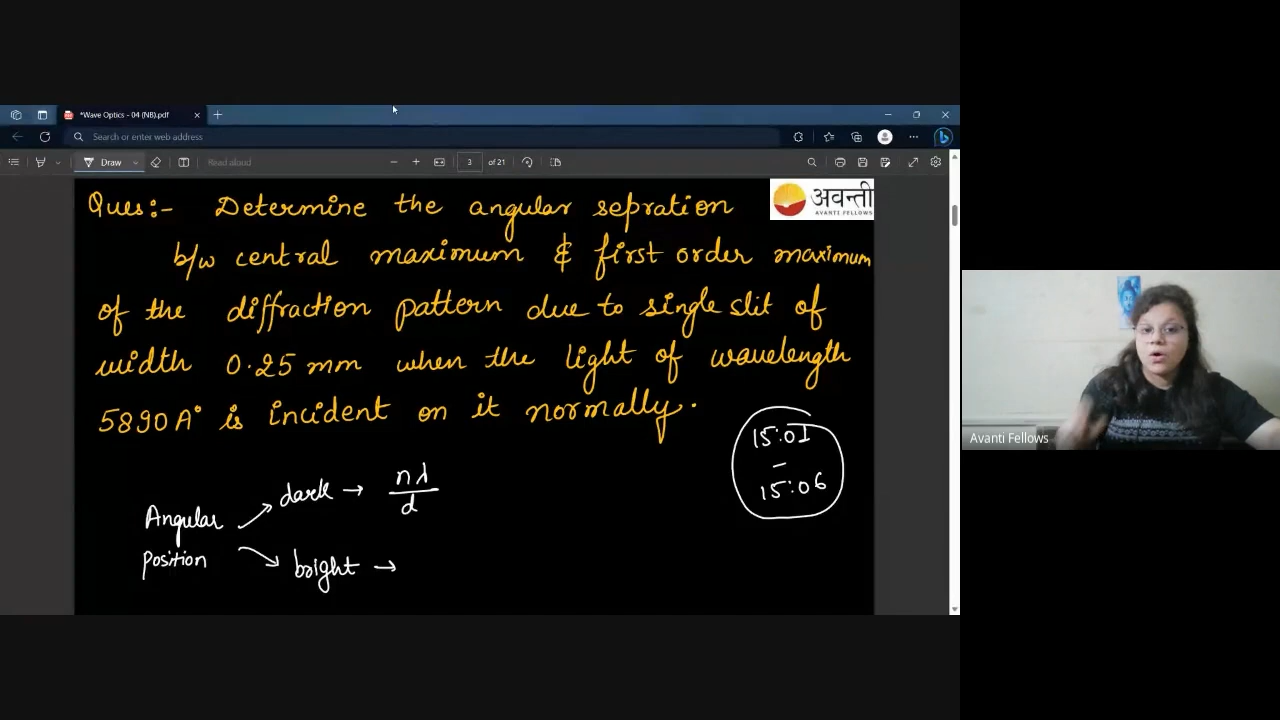 *Wave Optics - 04 (NB).pdf
Search or enter web address
Draw
Read aloud
3 of 21
Ques:- Determine the angular sepration
b/w central maximum & first order maximum
of the diffraction pattern due to single slit of
width 0.25 mm when the light of wavelength
5890 A° is incident on it normally.
अवन्ती
AVANTI FELLOWS
15:01
-
15:06
Angular
position
dark → nλ/d
bright →
Avanti Fellows